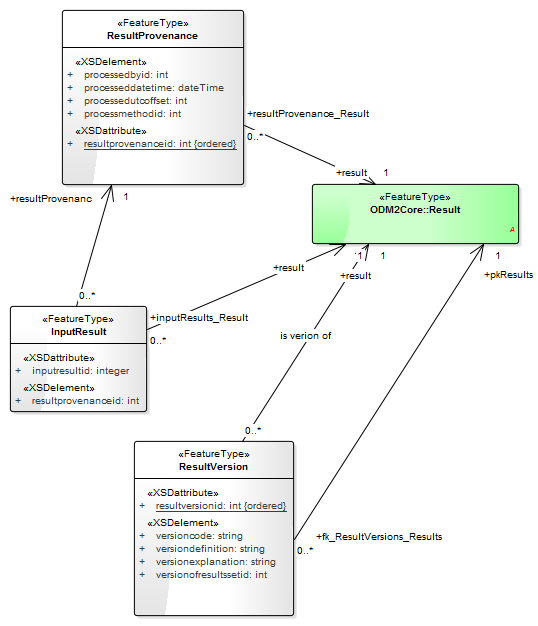 «FeatureType»
ResultProvenance
«XSDelement»
+ processedbyid: int
+ processeddatetime: dateTime
+ processedutcoffset: int
+ processmethodid: int
«XSDattribute»
+ resultprovenanceid: int {ordered}
+resultProvenance_Result
0..*
+result 1
«FeatureType»
ODM2Core::Result
A
+resultProvenanc 1
0..*
1
+result
1
+result
1
+pkResults
«FeatureType»
InputResult
«XSDattribute»
+ inputresultid: integer
«XSDelement»
+ resultprovenanceid: int
+inputResults_Result
0..*
is verion of
0..*
«FeatureType»
ResultVersion
«XSDattribute»
+ resultversionid: int {ordered}
«XSDelement»
+ versioncode: string
+ versiondefinition: string
+ versionexplanation: string
+ versionofresultssetid: int
+fk_ResultVersions_Results
0..*